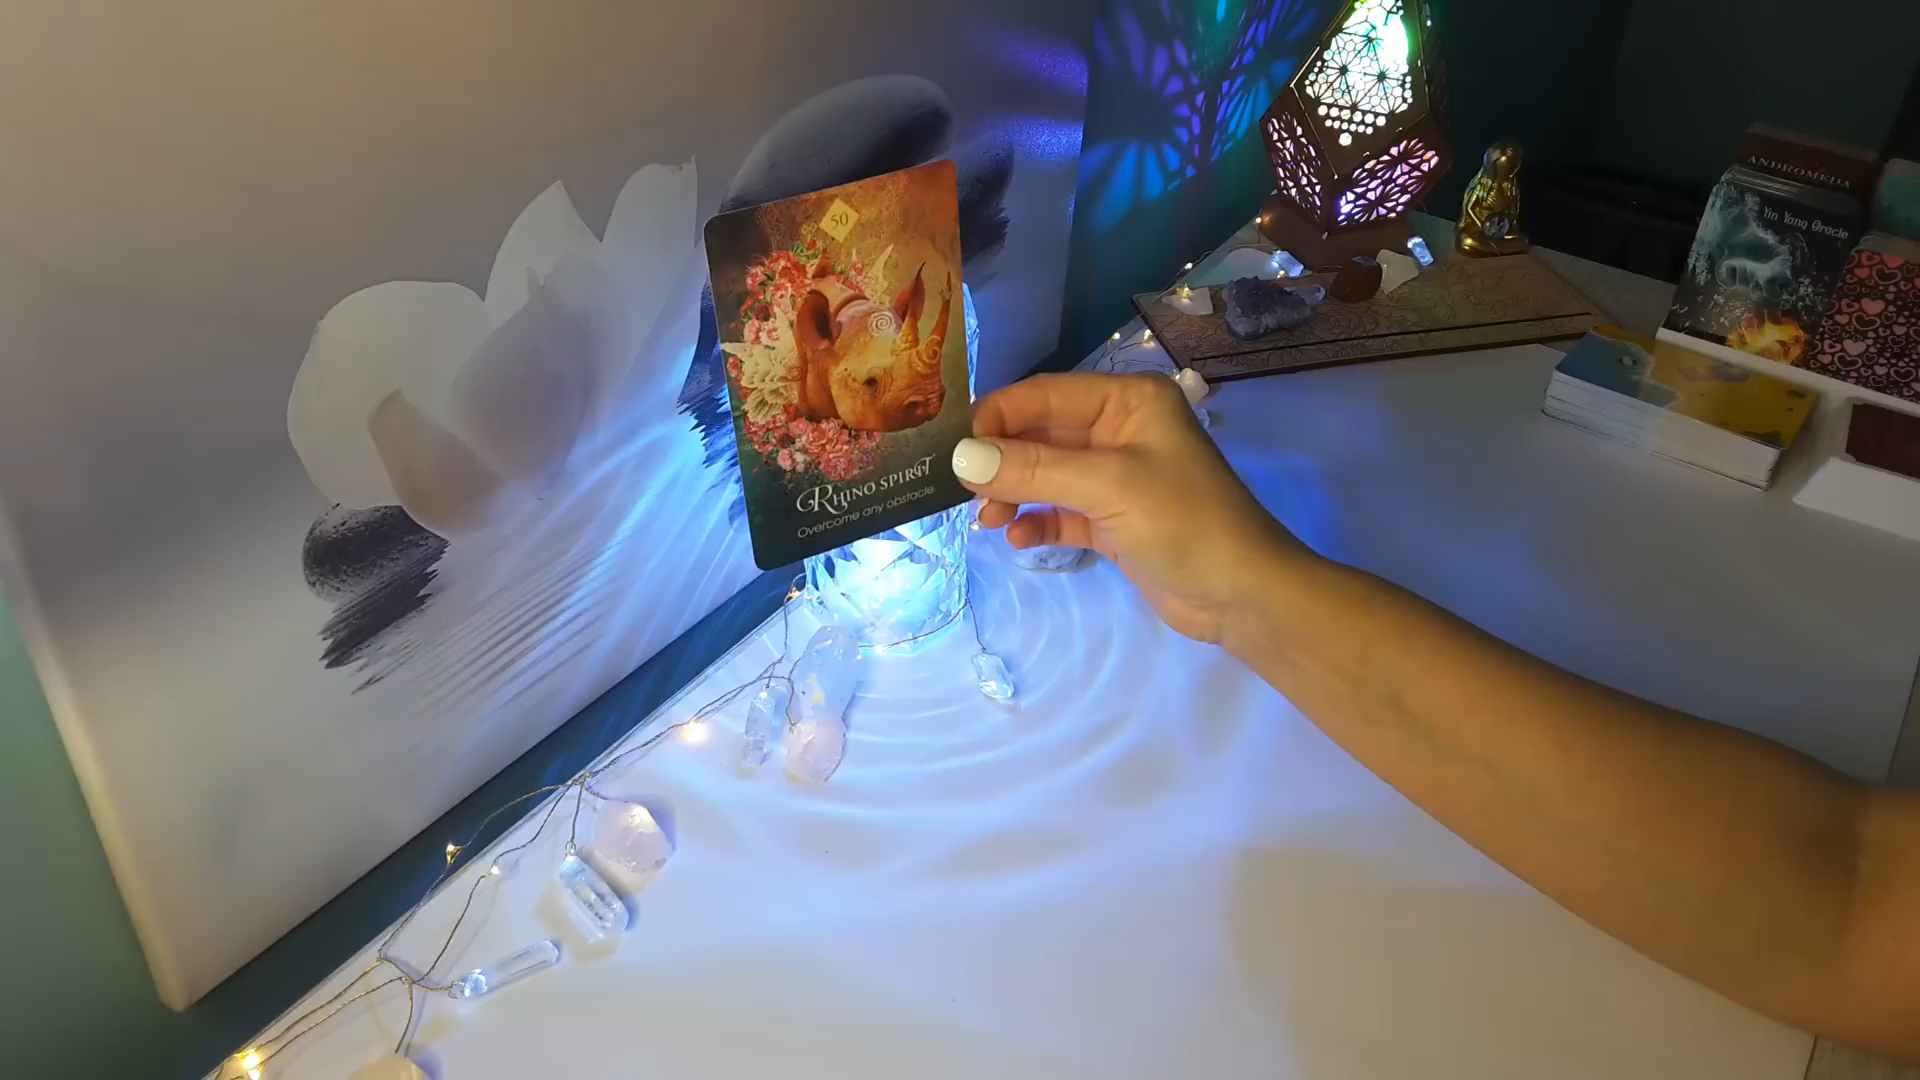 50
RHINO SPIRIT
Overcome any obstacle.
ANDROMEDA
Yin Yang Oracle